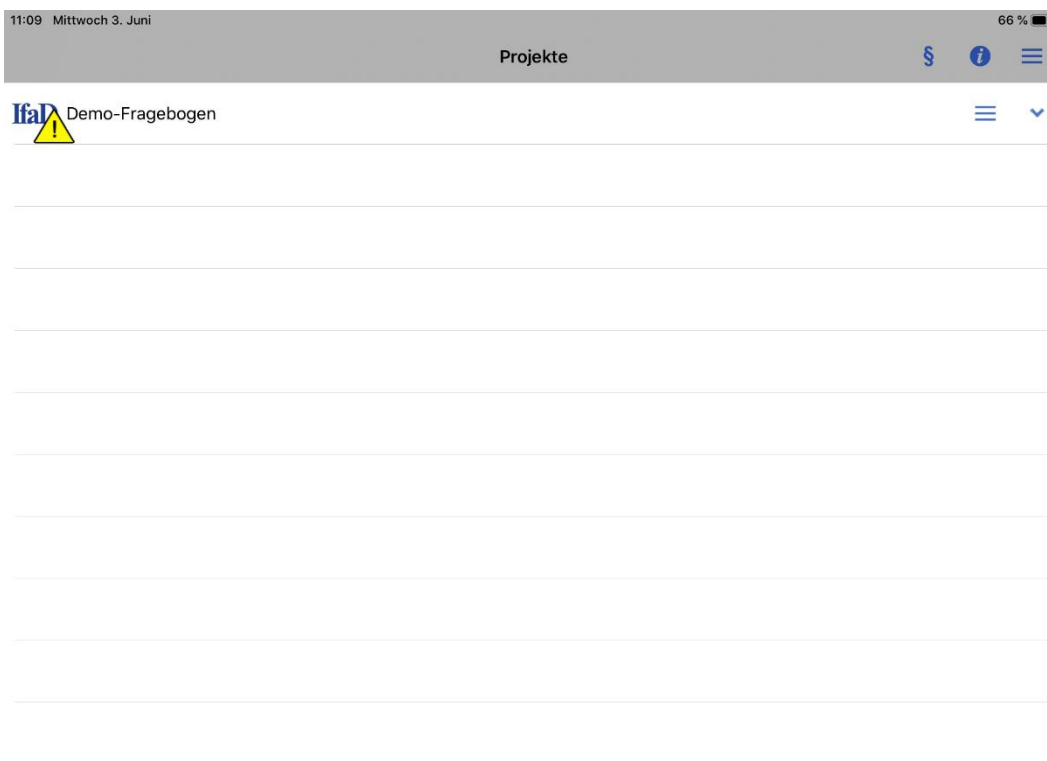 11:09 Mittwoch 3. Juni 66 %
Projekte § i
IfaD Demo-Fragebogen
!